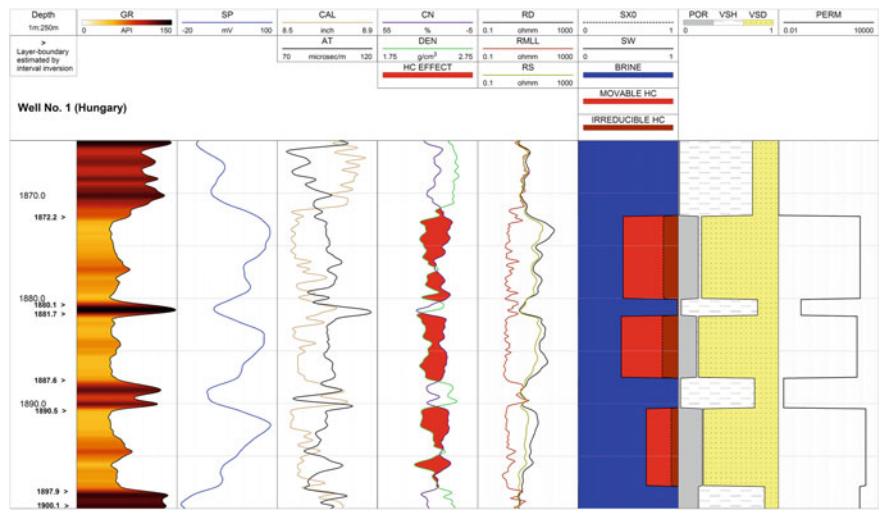 Depth GR SP CAL CN RD SX0 POR VSH VSD PERM
1m:250m 0 API 150 -20 mV 100 8.5 inch 8.9 55 % -5 0.1 ohmm 1000 0 1 0 1 0.01 10000
> AT DEN RMLL SW
Layer-boundary 70 microsec/m 120 1.75 g/cm³ 2.75 0.1 ohmm 1000 0 1
estimated by HC EFFECT RS BRINE
interval inversion 0.1 ohmm 1000
MOVABLE HC
Well No. 1 (Hungary)
IRREDUCIBLE HC
1870.0
1872.2 >
1880.0
1880.1 >
1881.7 >
1887.6 >
1890.0
1890.5 >
1897.9 >
1900.1 >